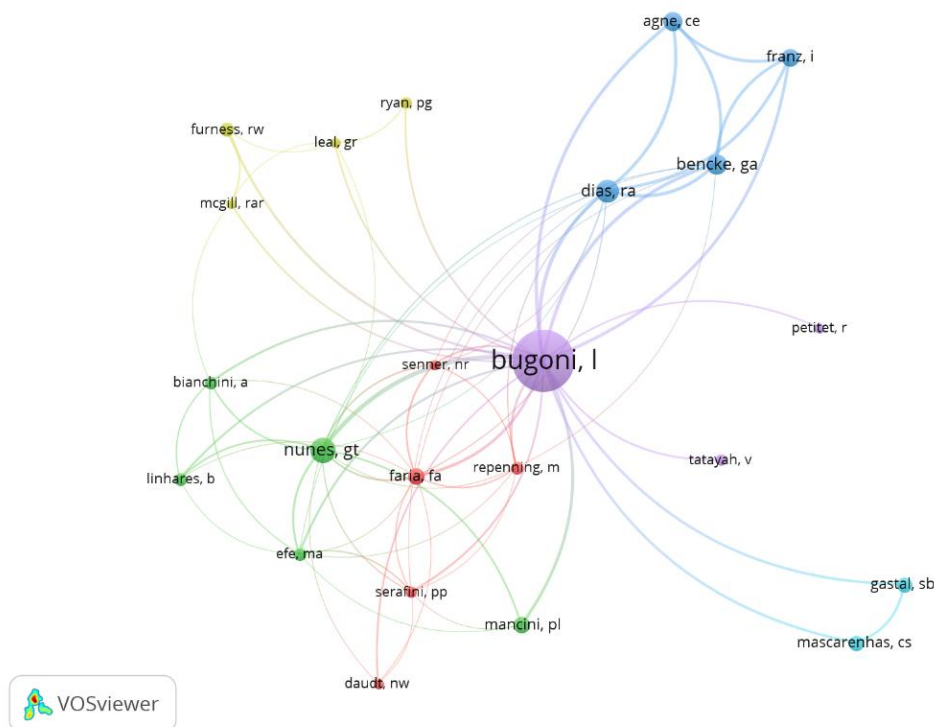 agne, ce
franz, i
ryan, pg
furness, rw
leal, gr
bencke, ga
dias, ra
mcgill, rar
petitet, r
bugoni, l
senner, nr
bianchini, a
nunes, gt
tatayah, v
repenning, m
faria, fa
linhares, b
efe, ma
gastal, sb
serafini, pp
mancini, pl
mascarenhas, cs
daudt, nw
VOSviewer